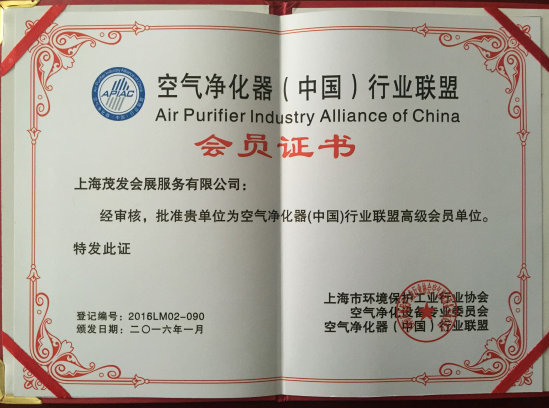 APIAC
空气净化器（中国）行业联盟
Air Purifier Industry Alliance of China
会员证书
上海茂发会展服务有限公司：
经审核，批准贵单位为空气净化器(中国)行业联盟高级会员单位。
特发此证
上海市环境保护工业行业协会
空气净化设备专业委员会
空气净化器（中国）行业联盟
登记编号：2016LM02-090
颁发日期：二〇一六年一月